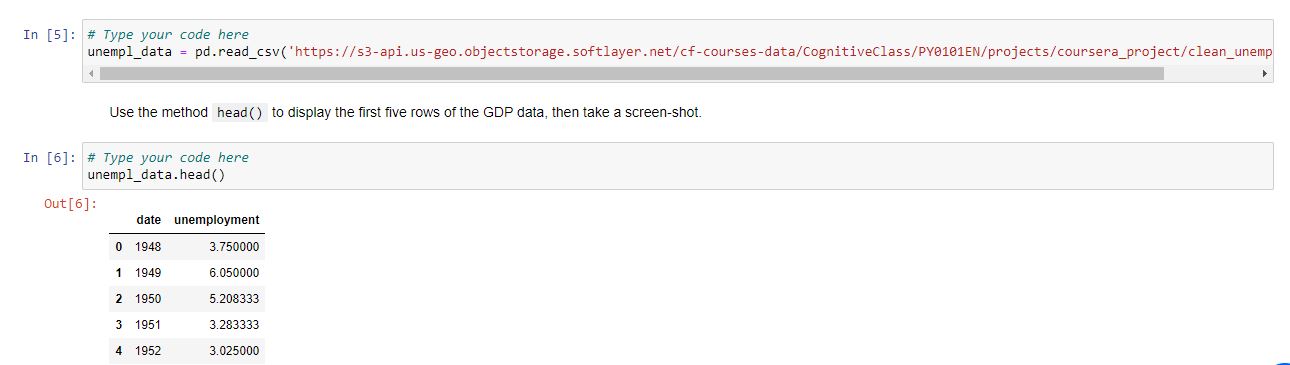 In [5]: # Type your code here
unempl_data = pd.read_csv('https://s3-api.us-geo.objectstorage.softlayer.net/cf-courses-data/CognitiveClass/PY0101EN/projects/coursera_project/clean_unemp
Use the method head() to display the first five rows of the GDP data, then take a screen-shot.
In [6]: # Type your code here
unempl_data.head()
Out[6]:
date unemployment
0 1948 3.750000
1 1949 6.050000
2 1950 5.208333
3 1951 3.283333
4 1952 3.025000